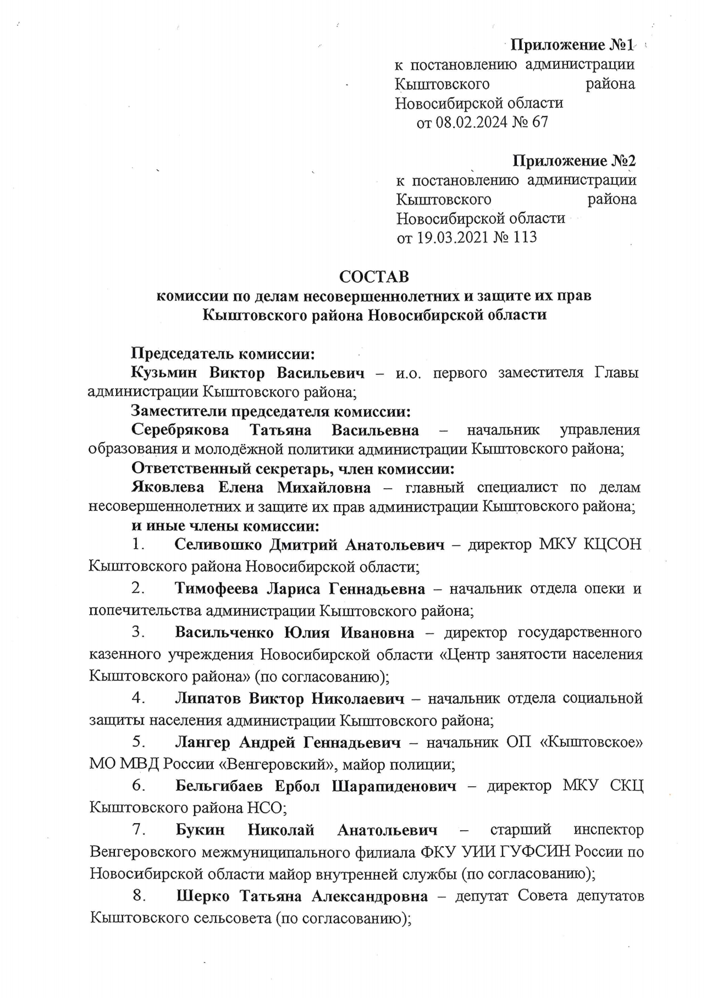 Приложение №1
к постановлению администрации
Кыштовского района
Новосибирской области
от 08.02.2024 № 67
Приложение №2
к постановлению администрации
Кыштовского района
Новосибирской области
от 19.03.2021 № 113
СОСТАВ
комиссии по делам несовершеннолетних и защите их прав
Кыштовского района Новосибирской области
Председатель комиссии:
Кузьмин Виктор Васильевич – и.о. первого заместителя Главы
администрации Кыштовского района;
Заместители председателя комиссии:
Серебрякова Татьяна Васильевна – начальник управления
образования и молодёжной политики администрации Кыштовского района;
Ответственный секретарь, член комиссии:
Яковлева Елена Михайловна – главный специалист по делам
несовершеннолетних и защите их прав администрации Кыштовского района;
и иные члены комиссии:
1. Селивошко Дмитрий Анатольевич – директор МКУ КЦСОН
Кыштовского района Новосибирской области;
2. Тимофеева Лариса Геннадьевна – начальник отдела опеки и
попечительства администрации Кыштовского района;
3. Васильченко Юлия Ивановна – директор государственного
казенного учреждения Новосибирской области «Центр занятости населения
Кыштовского района» (по согласованию);
4. Липатов Виктор Николаевич – начальник отдела социальной
защиты населения администрации Кыштовского района;
5. Лангер Андрей Геннадьевич – начальник ОП «Кыштовское»
МО МВД России «Венгеровский», майор полиции;
6. Бельгибаев Ербол Шарапиденович – директор МКУ СКЦ
Кыштовского района НСО;
7. Букин Николай Анатольевич – старший инспектор
Венгеровского межмуниципального филиала ФКУ УИИ ГУФСИН России по
Новосибирской области майор внутренней службы (по согласованию);
8. Шерко Татьяна Александровна – депутат Совета депутатов
Кыштовского сельсовета (по согласованию);